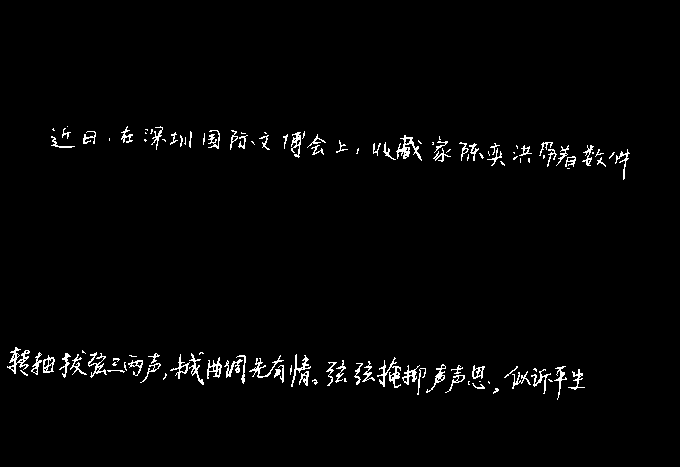 近日,在深圳国际文博会上,收藏家陈奕洪带着数件
转轴拔弦三两声,未成曲调先有情。弦弦掩抑声声思,似诉平生